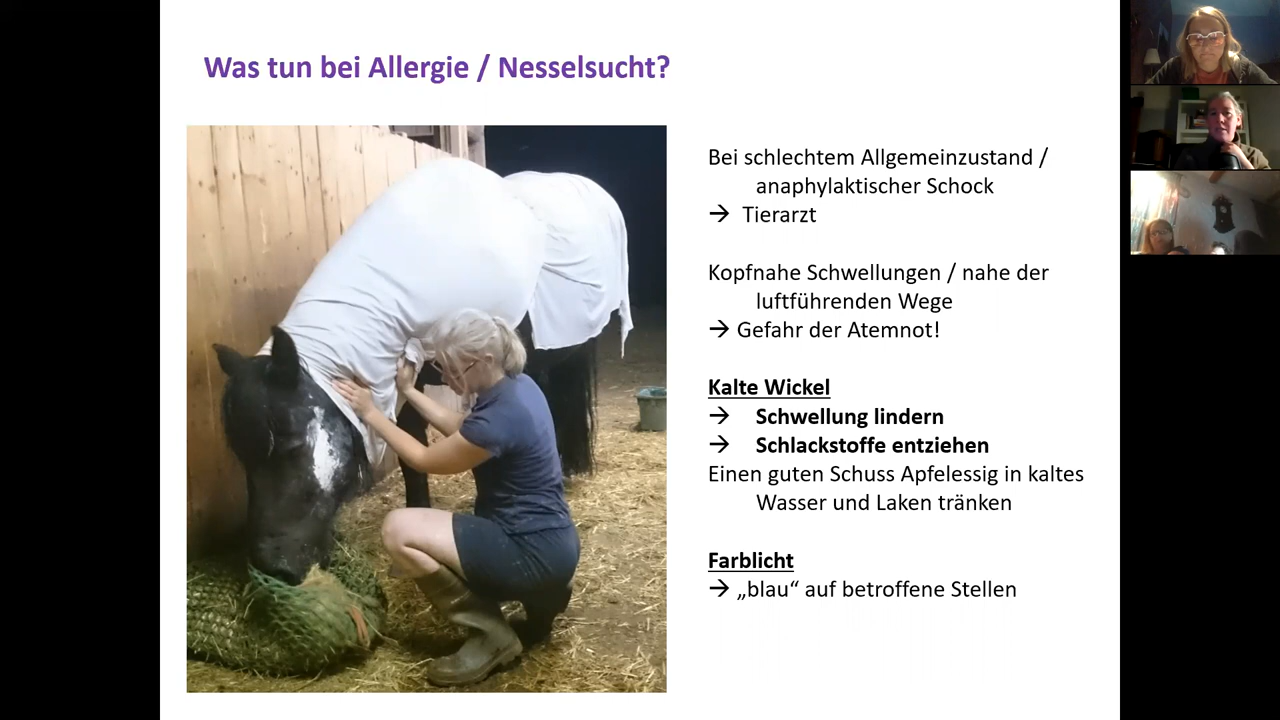 Was tun bei Allergie / Nesselsucht?
Bei schlechtem Allgemeinzustand /
anaphylaktischer Schock
→ Tierarzt
Kopfnahe Schwellungen / nahe der
luftführenden Wege
→ Gefahr der Atemnot!
Kalte Wickel
→ Schwellung lindern
→ Schlackstoffe entziehen
Einen guten Schuss Apfelessig in kaltes
Wasser und Laken tränken
Farblicht
→ „blau“ auf betroffene Stellen